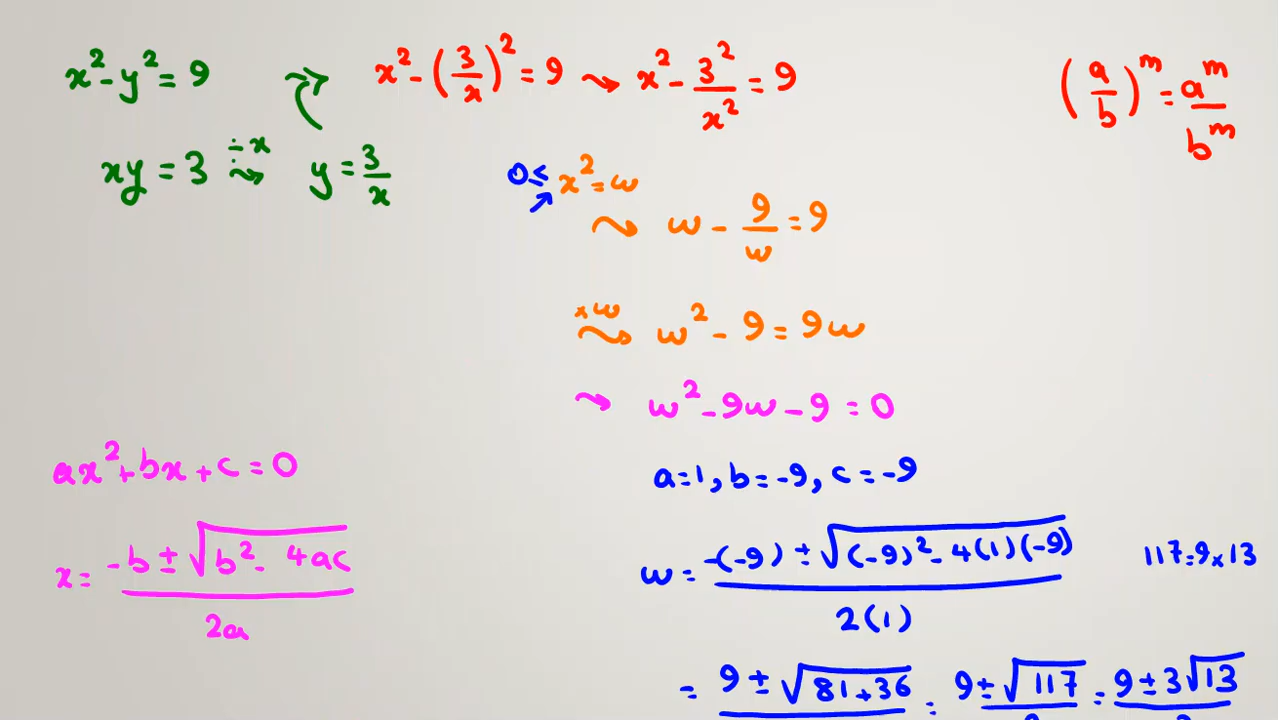 x² - y² = 9 ⤳ x² - (3/x)² = 9 ⤳ x² - 3²/x² = 9
(a/b)^m = a^m/b^m
xy = 3 ÷x ⤳ y = 3/x
0 ≤ x² = w
⤳ w - 9/w = 9
×w ⤳ w² - 9 = 9w
⤳ w² - 9w - 9 = 0
ax² + bx + c = 0
a = 1, b = -9, c = -9
x = (-b ± √(b² - 4ac))/2a
w = (-(-9) ± √((-9)² - 4(1)(-9)))/2(1)
117 = 9 × 13
= 9 ± √(81 + 36) = 9 ± √117 = 9 ± 3√13